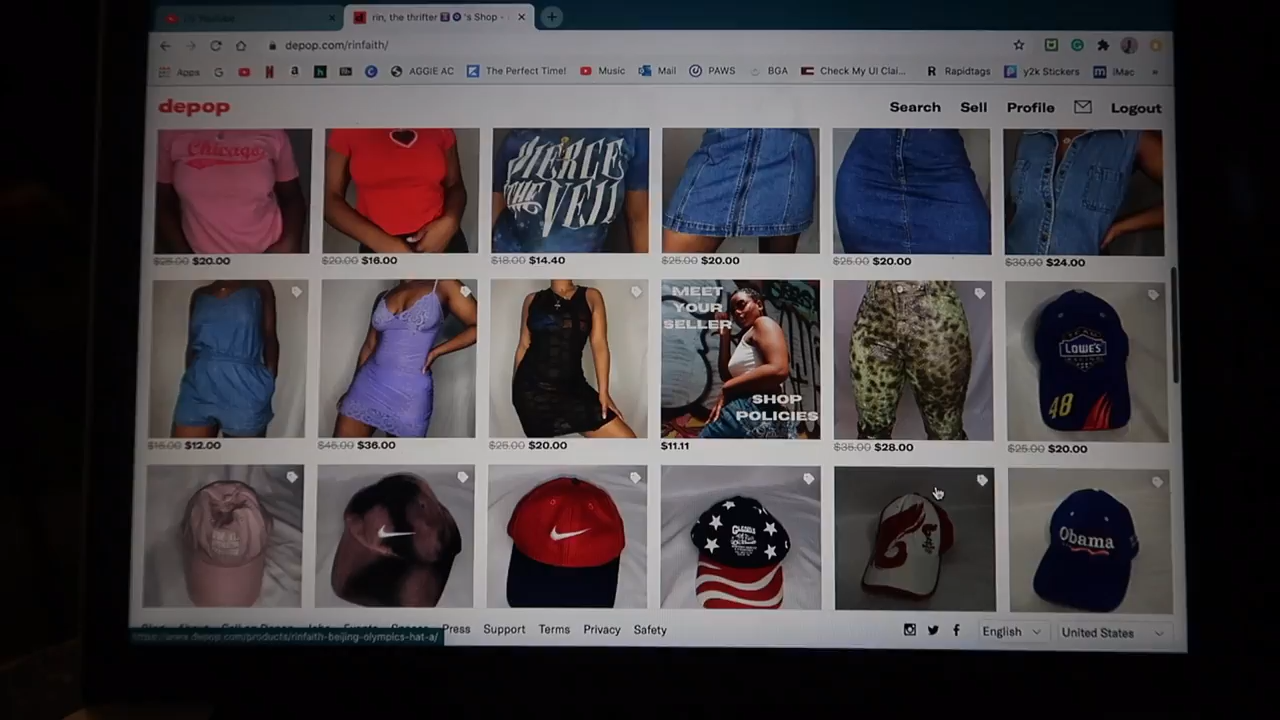 rin, the thrifter 's Shop -
depop.com/rinfaith/
Apps
AGGIE AC
The Perfect Time!
Music
Mail
PAWS
BGA
Check My UI Clai...
Rapidtags
y2k Stickers
iMac
»
depop
Search
Sell
Profile
Logout
Chicago
PIERCE
THE
VEIL
$25.00 $20.00
$20.00 $16.00
$18.00 $14.40
$25.00 $20.00
$25.00 $20.00
$30.00 $24.00
MEET
YOUR
SELLER
SHOP
POLICIES
LOWE'S
48
$15.00 $12.00
$45.00 $36.00
$25.00 $20.00
$11.11
$35.00 $28.00
$25.00 $20.00
Obama
Press
Support
Terms
Privacy
Safety
English
United States
https://www.depop.com/products/rinfaith-beijing-olympics-hat-a/